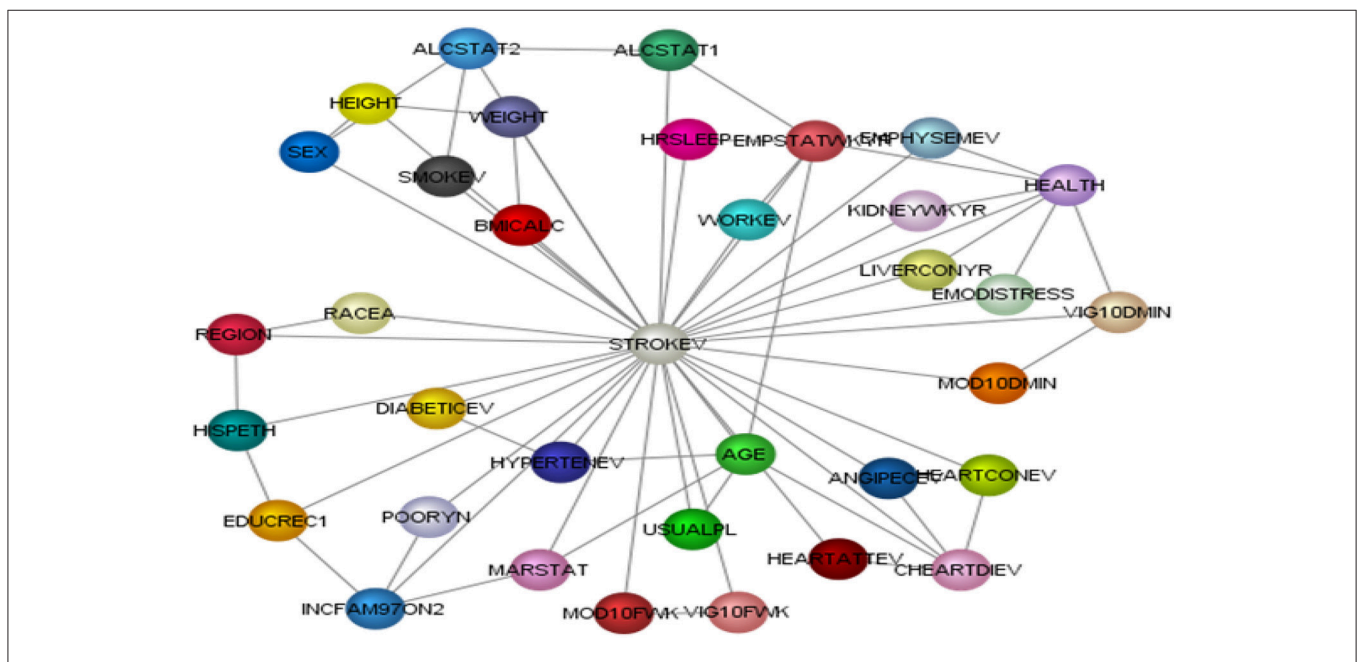 ALCSTAT2
ALCSTAT1
HEIGHT
WEIGHT
SEX
HRSLEEP
EMPSTATWKYR
EMPHYSEMEV
SMOKEV
HEALTH
BMICALC
WORKEV
KIDNEYWKYR
LIVERCONYR
EMODISTRESS
VIG10DMIN
RACEA
REGION
STROKEV
MOD10DMIN
DIABETICEV
HISPETH
HYPERTENEV
AGE
ANGIPECEV
HEARTCONEV
EDUCREC1
POORYN
USUALPL
MARSTAT
HEARTATTEV
CHEARTDIEV
INCFAM97ON2
MOD10FWK
VIG10FWK